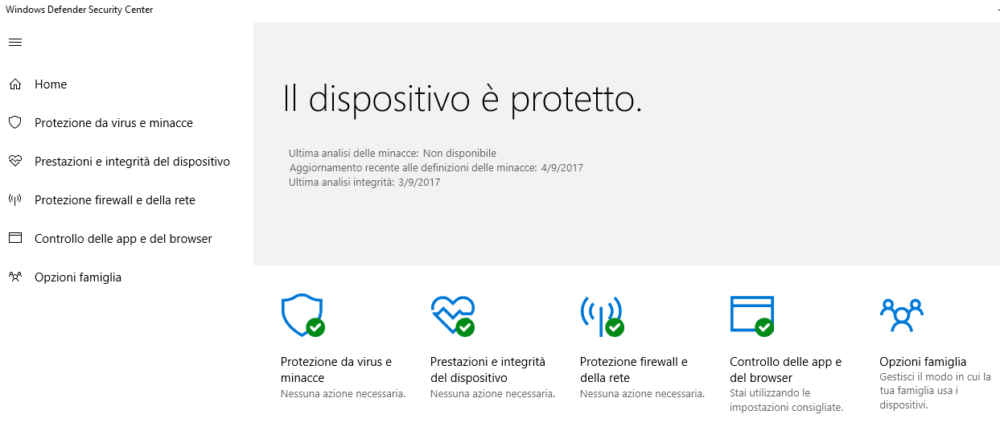 Windows Defender Security Center
Home
Protezione da virus e minacce
Prestazioni e integrità del dispositivo
Protezione firewall e della rete
Controllo delle app e del browser
Opzioni famiglia
Il dispositivo è protetto.
Ultima analisi delle minacce: Non disponibile
Aggiornamento recente alle definizioni delle minacce: 4/9/2017
Ultima analisi integrità: 3/9/2017
Protezione da virus e
minacce
Nessuna azione necessaria.
Prestazioni e integrità
del dispositivo
Nessuna azione necessaria.
Protezione firewall e
della rete
Nessuna azione necessaria.
Controllo delle app e
del browser
Stai utilizzando le
impostazioni consigliate.
Opzioni famiglia
Gestisci il modo in cui la
tua famiglia usa i
dispositivi.